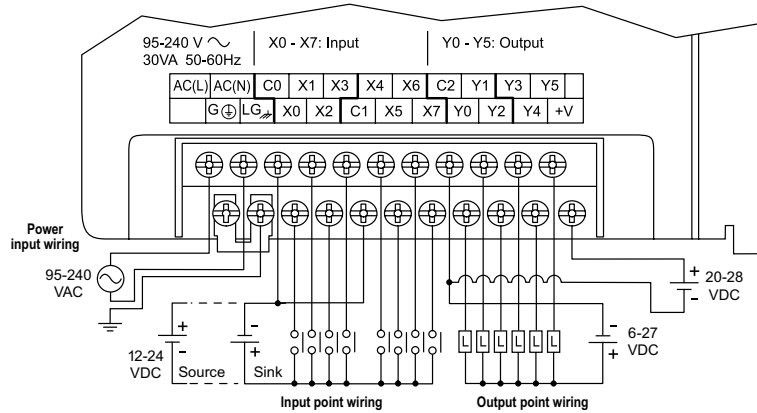 95-240 V
X0 - X7: Input
Y0 - Y5: Output
30VA 50-60Hz
AC(L) AC(N) C0 X1 X3 X4 X6 C2 Y1 Y3 Y5
G LG X0 X2 C1 X5 X7 Y0 Y2 Y4 +V
Power
input wiring
95-240
VAC
+
20-28
-
VDC
+
-
-
6-27
12-24
-
+
+
VDC
VDC
Source
Sink
L L L L L L
Input point wiring
Output point wiring